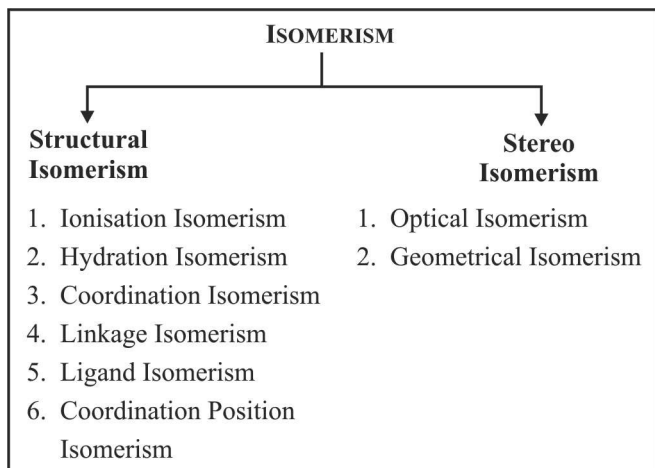 ISOMERISM
Structural
Isomerism
1. Ionisation Isomerism
2. Hydration Isomerism
3. Coordination Isomerism
4. Linkage Isomerism
5. Ligand Isomerism
6. Coordination Position
Isomerism
Stereo
Isomerism
1. Optical Isomerism
2. Geometrical Isomerism